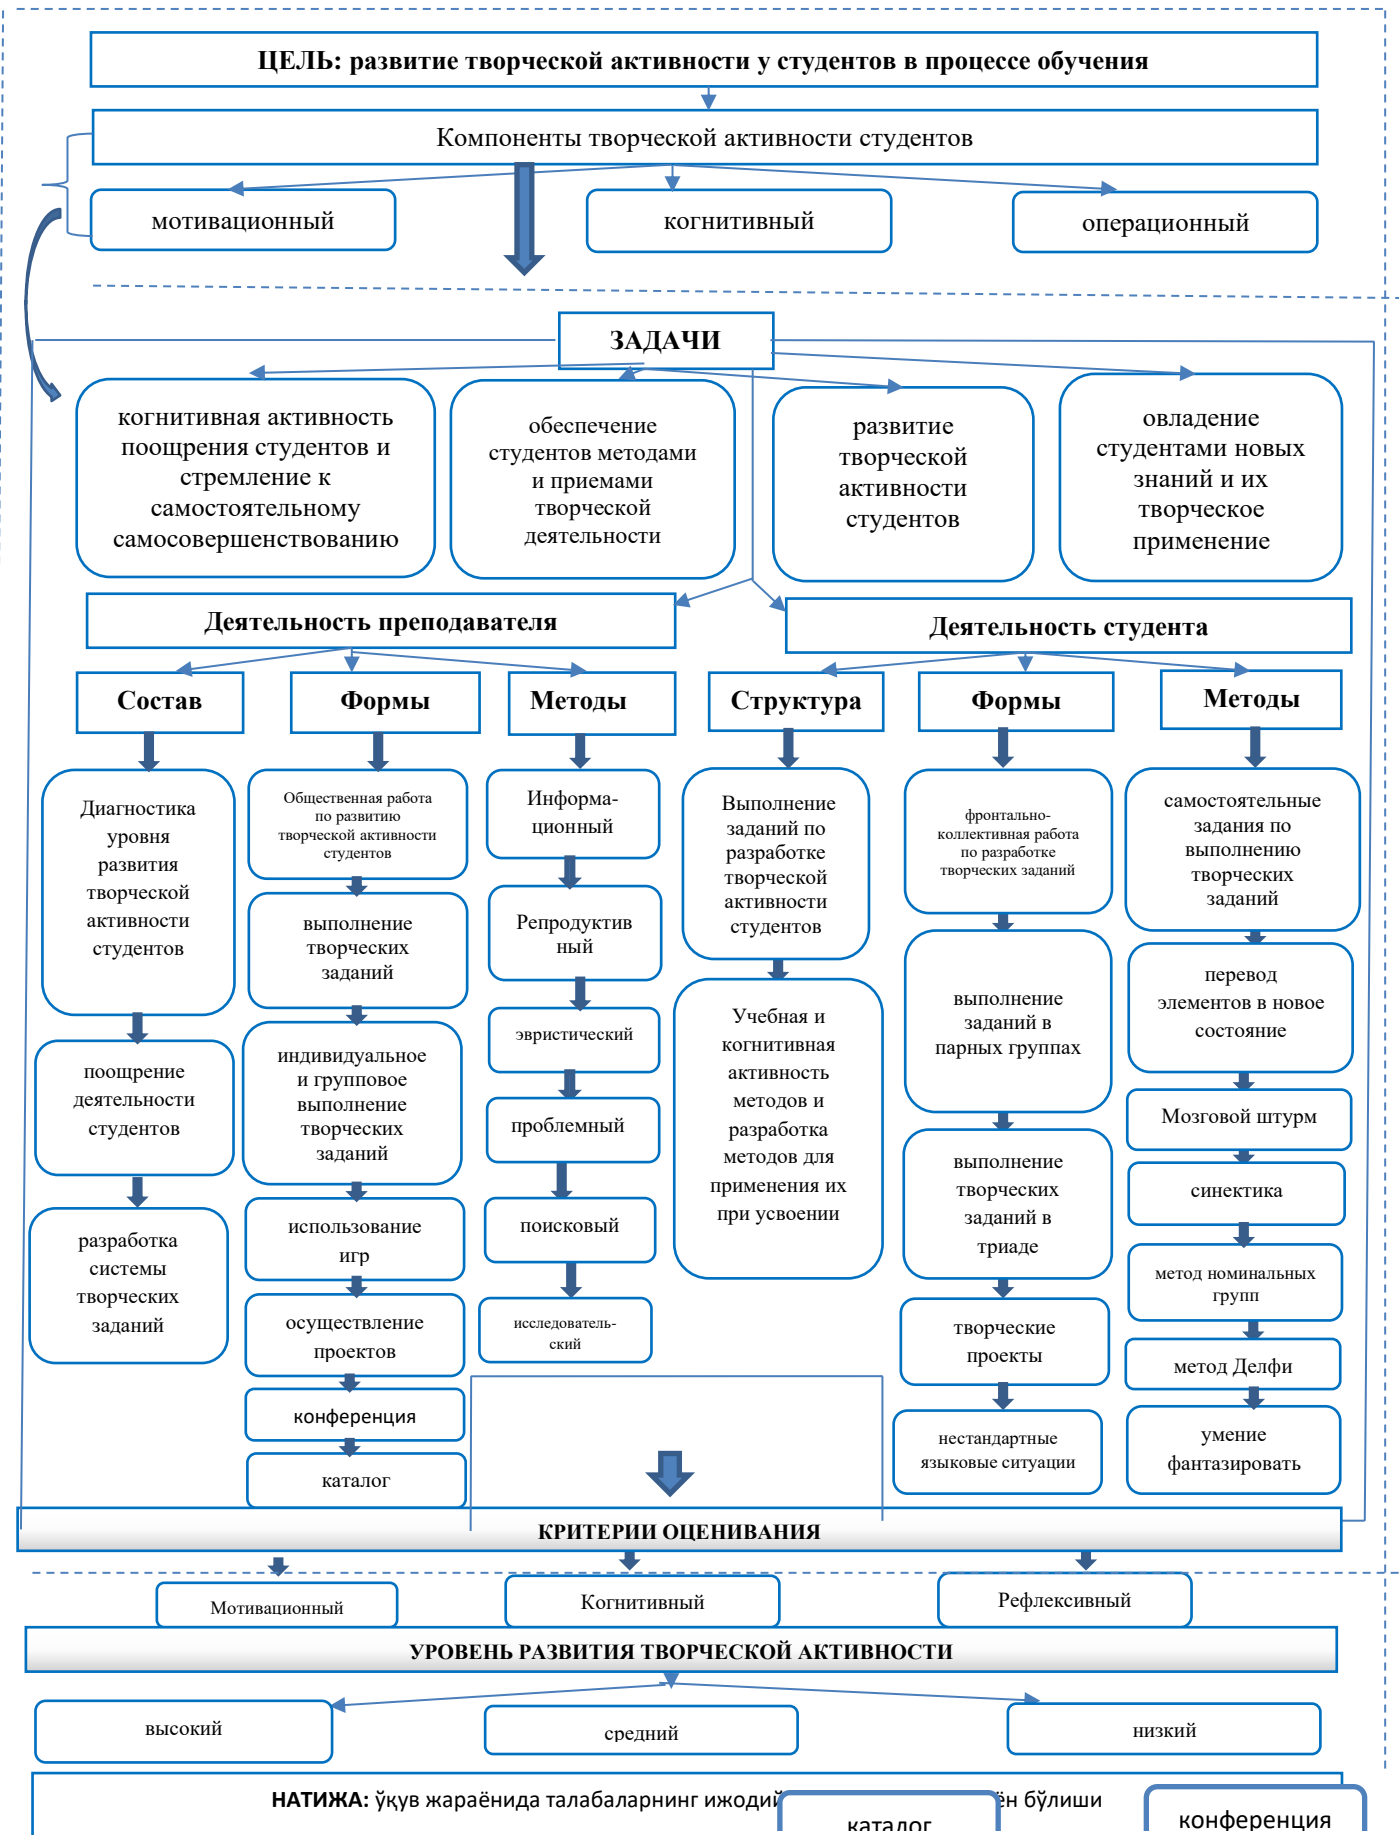 ЦЕЛЬ: развитие творческой активности у студентов в процессе обучения
Компоненты творческой активности студентов
мотивационный
когнитивный
операционный
ЗАДАЧИ
когнитивная активность
поощрения студентов и
стремление к
самостоятельному
самосовершенствованию
обеспечение
студентов методами
и приемами
творческой
деятельности
развитие
творческой
активности
студентов
овладение
студентами новых
знаний и их
творческое
применение
Деятельность преподавателя
Деятельность студента
Состав
Формы
Методы
Структура
Формы
Методы
Диагностика
уровня
развития
творческой
активности
студентов
поощрение
деятельности
студентов
разработка
системы
творческих
заданий
Общественная работа
по развитию
творческой активности
студентов
выполнение
творческих
заданий
индивидуальное
и групповое
выполнение
творческих
заданий
использование
игр
осуществление
проектов
конференция
каталог
Информа-
ционный
Репродуктив
ный
эвристический
проблемный
поисковый
исследователь-
ский
Выполнение
заданий по
разработке
творческой
активности
студентов
Учебная и
когнитивная
активность
методов и
разработка
методов для
применения их
при усвоении
фронтально-
коллективная работа
по разработке
творческих заданий
выполнение
заданий в
парных группах
выполнение
творческих
заданий в
триаде
творческие
проекты
нестандартные
языковые ситуации
самостоятельные
задания по
выполнению
творческих
заданий
перевод
элементов в новое
состояние
Мозговой штурм
синектика
метод номинальных
групп
метод Делфи
умение
фантазировать
КРИТЕРИИ ОЦЕНИВАНИЯ
Мотивационный
Когнитивный
Рефлексивный
УРОВЕНЬ РАЗВИТИЯ ТВОРЧЕСКОЙ АКТИВНОСТИ
высокий
средний
низкий
НАТИЖА: ўқув жараёнида талабаларнинг ижодий бўлиши
каталог
конференция